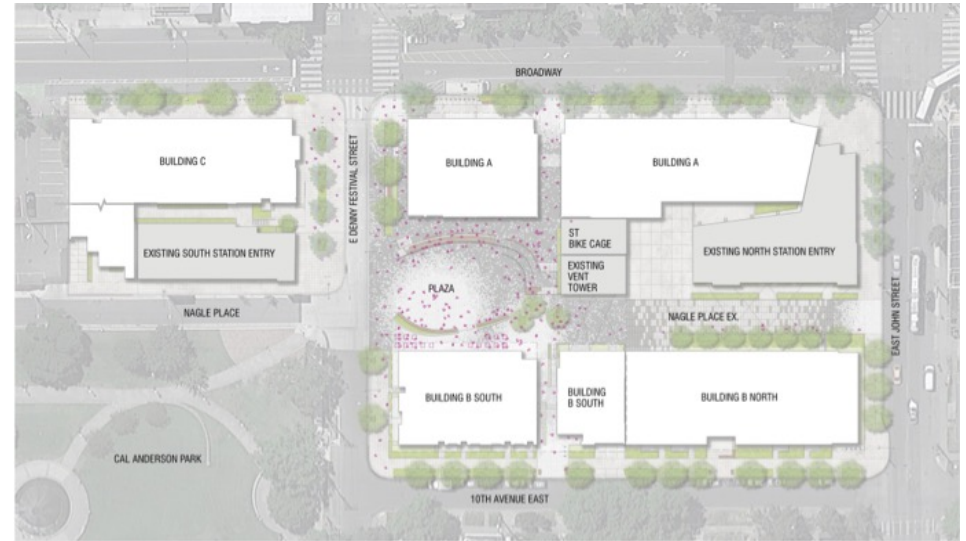 BROADWAY
BUILDING C
BUILDING A
BUILDING A
E DENNY FESTIVAL STREET
ST
BIKE CAGE
EXISTING SOUTH STATION ENTRY
EXISTING NORTH STATION ENTRY
EXISTING
VENT
TOWER
PLAZA
NAGLE PLACE
NAGLE PLACE EX.
EAST JOHN STREET
BUILDING B SOUTH
BUILDING
B SOUTH
BUILDING B NORTH
CAL ANDERSON PARK
10TH AVENUE EAST